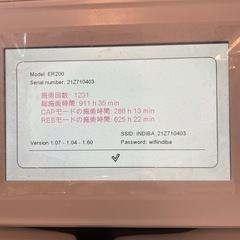 Model: ER200
Serial number: 21Z710403
施術回数: 1231
総施術時間: 911 h 35 min
CAPモードの施術時間: 286 h 13 min
RESモードの施術時間: 625 h 22 min
SSID: INDIBA_21Z710403
Version 1.07 - 1.04 - 1.60 Password: wifiindiba